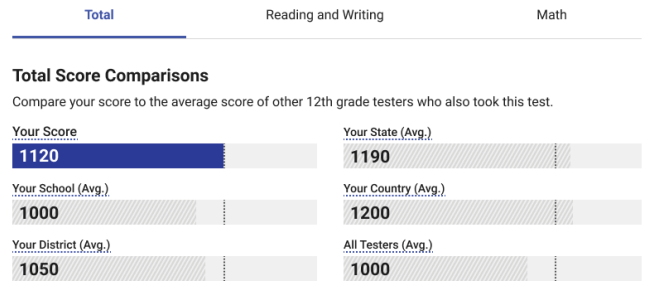 Total Reading and Writing Math
Total Score Comparisons
Compare your score to the average score of other 12th grade testers who also took this test.
Your Score
1120
Your State (Avg.)
1190
Your School (Avg.)
1000
Your Country (Avg.)
1200
Your District (Avg.)
1050
All Testers (Avg.)
1000